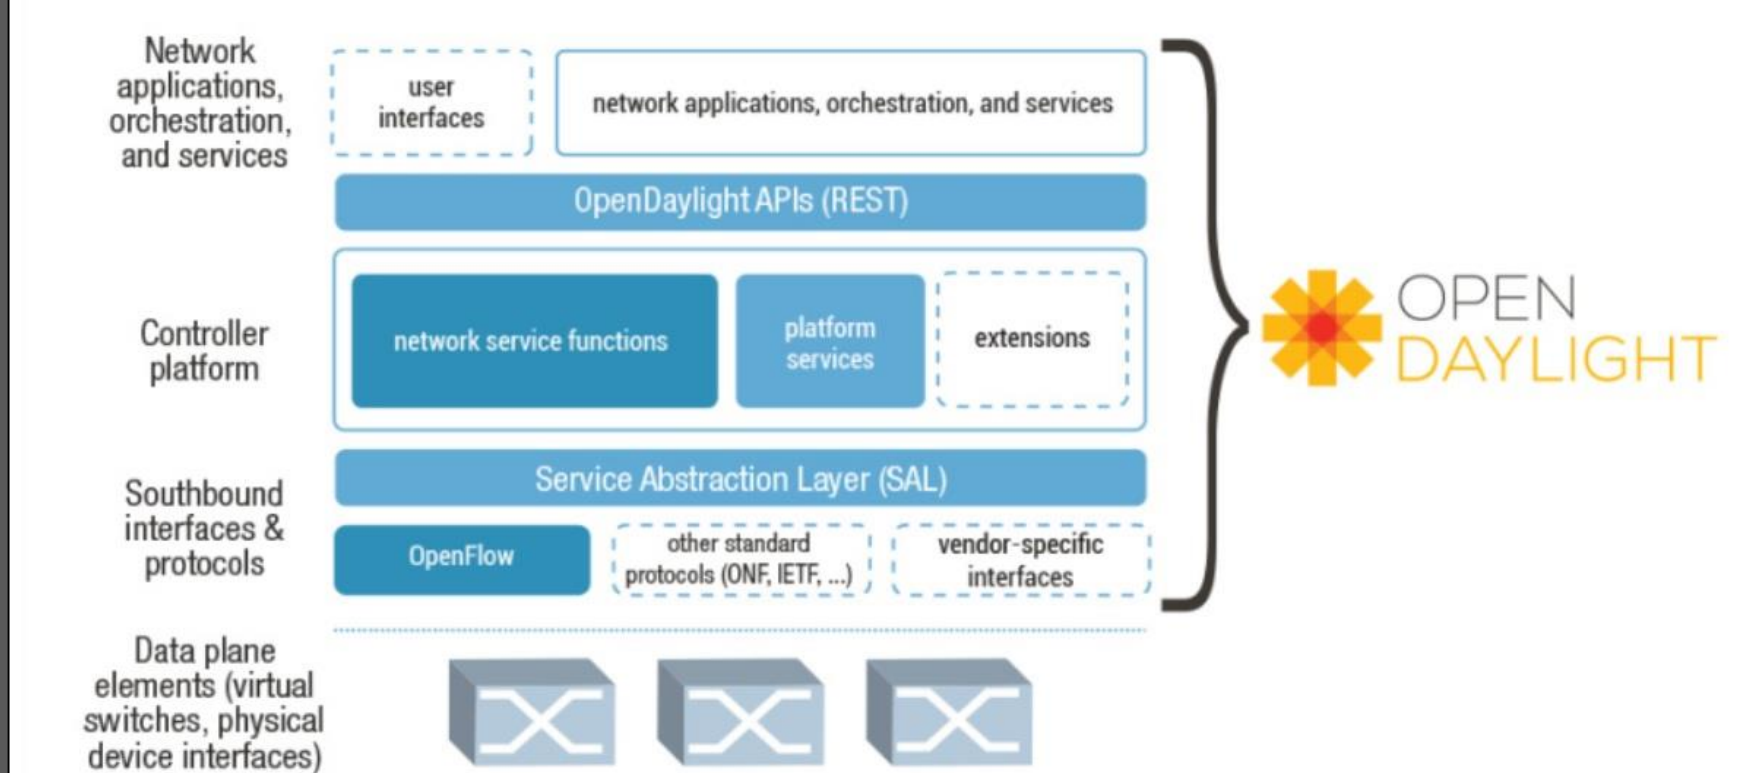 Network
applications,
orchestration,
and services
user
interfaces
network applications, orchestration, and services
OpenDaylight APIs (REST)
Controller
platform
network service functions
platform
services
extensions
OPEN
DAYLIGHT
Southbound
interfaces &
protocols
Service Abstraction Layer (SAL)
OpenFlow
other standard
protocols (ONF, IETF, ...)
vendor-specific
interfaces
Data plane
elements (virtual
switches, physical
device interfaces)